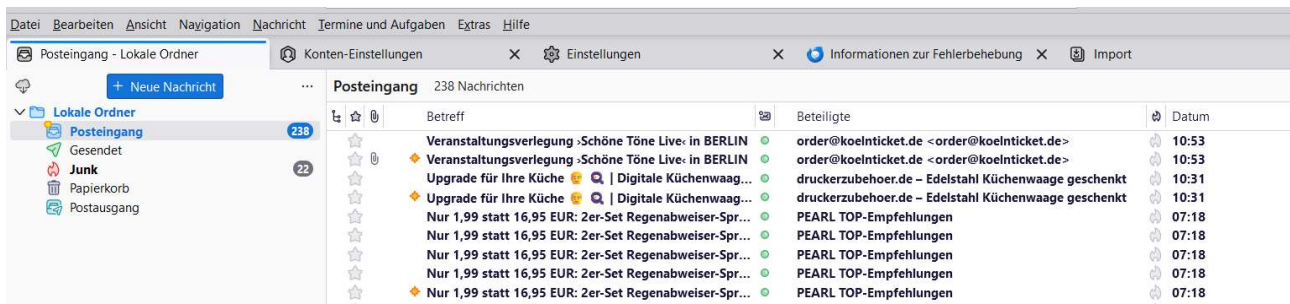 Datei Bearbeiten Ansicht Navigation Nachricht Termine und Aufgaben Extras Hilfe
Posteingang - Lokale Ordner Konten-Einstellungen Einstellungen Informationen zur Fehlerbehebung Import
+ Neue Nachricht ... Posteingang 238 Nachrichten
Lokale Ordner
Posteingang 238
Gesendet
Junk 22
Papierkorb
Postausgang
Betreff Beteiligte Datum
Veranstaltungsverlegung ›Schöne Töne Live‹ in BERLIN order@koelnticket.de <order@koelnticket.de> 10:53
Veranstaltungsverlegung ›Schöne Töne Live‹ in BERLIN order@koelnticket.de <order@koelnticket.de> 10:53
Upgrade für Ihre Küche | Digitale Küchenwaag... druckerzubehoer.de – Edelstahl Küchenwaage geschenkt 10:31
Upgrade für Ihre Küche | Digitale Küchenwaag... druckerzubehoer.de – Edelstahl Küchenwaage geschenkt 10:31
Nur 1,99 statt 16,95 EUR: 2er-Set Regenabweiser-Spr... PEARL TOP-Empfehlungen 07:18
Nur 1,99 statt 16,95 EUR: 2er-Set Regenabweiser-Spr... PEARL TOP-Empfehlungen 07:18
Nur 1,99 statt 16,95 EUR: 2er-Set Regenabweiser-Spr... PEARL TOP-Empfehlungen 07:18
Nur 1,99 statt 16,95 EUR: 2er-Set Regenabweiser-Spr... PEARL TOP-Empfehlungen 07:18
Nur 1,99 statt 16,95 EUR: 2er-Set Regenabweiser-Spr... PEARL TOP-Empfehlungen 07:18